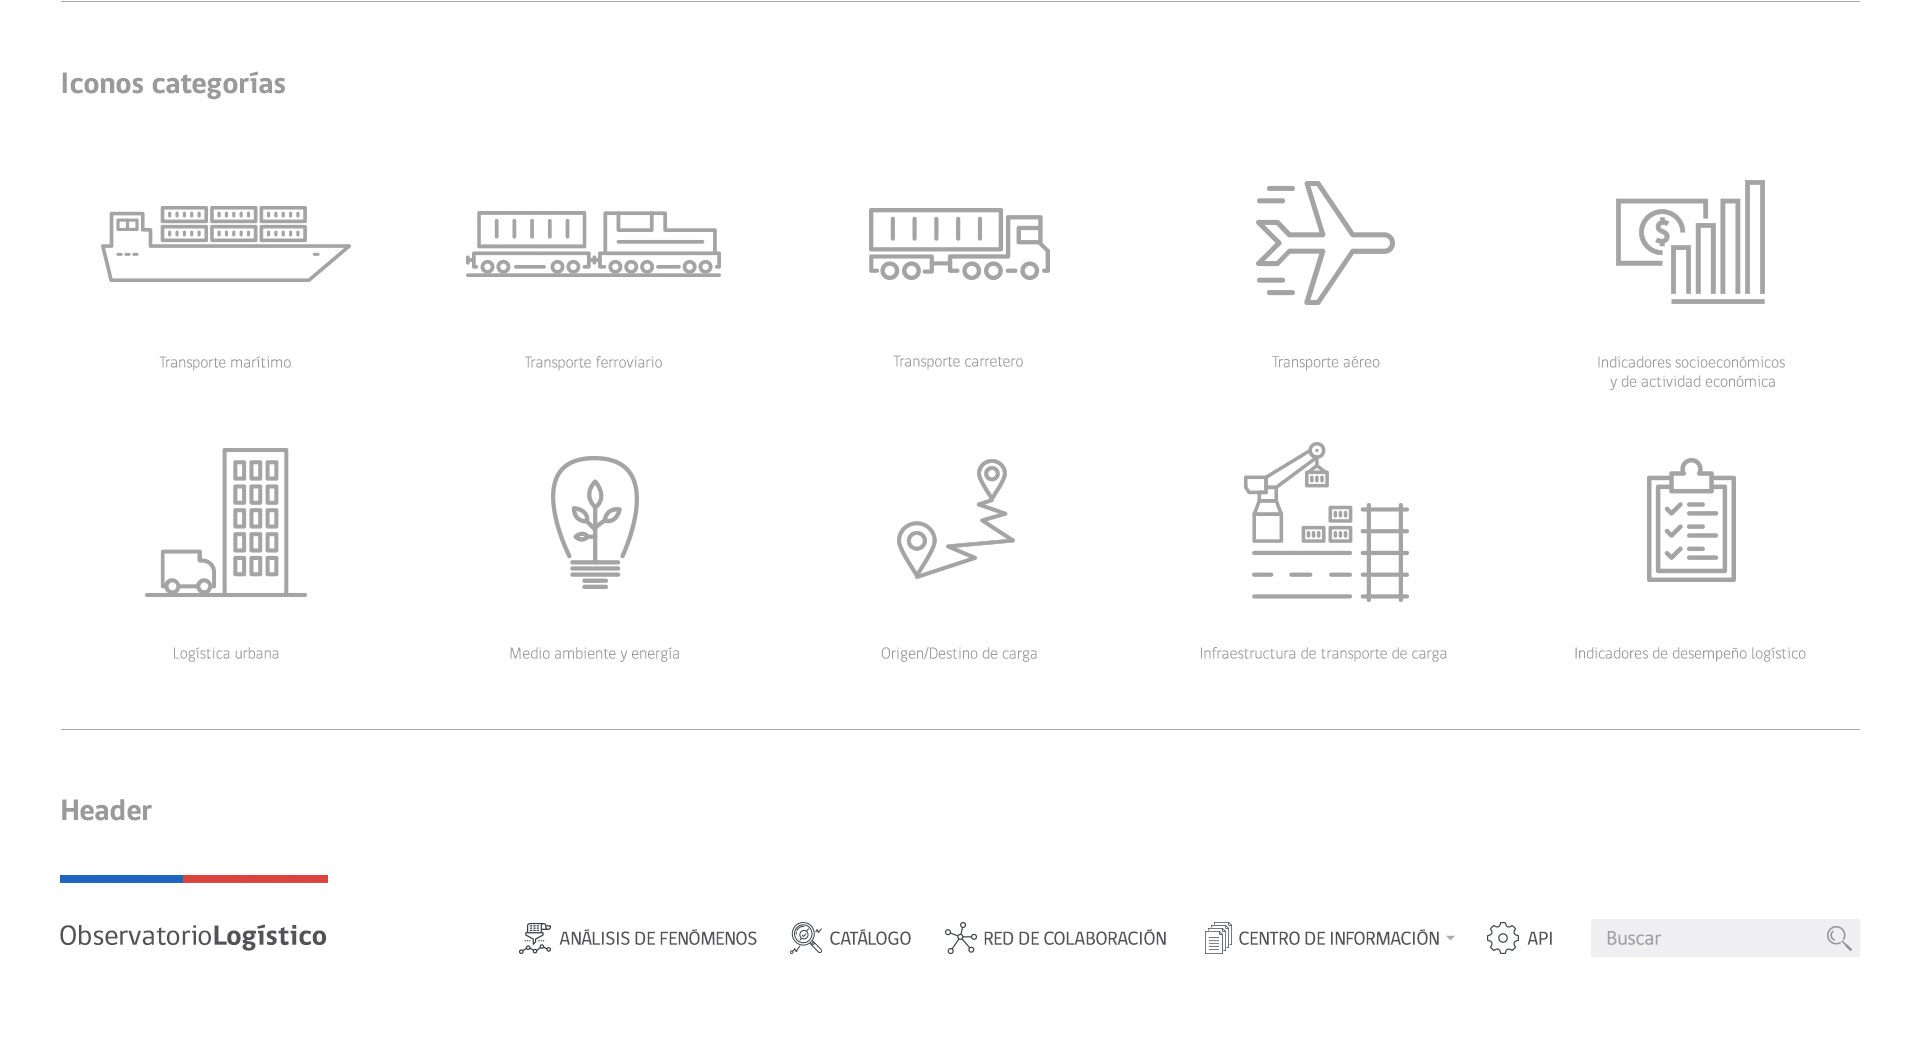 Iconos categorías
Transporte marítimo
Transporte ferroviario
Transporte carretero
Transporte aéreo
Indicadores socioeconómicos
y de actividad económica
Logística urbana
Medio ambiente y energía
Origen/Destino de carga
Infraestructura de transporte de carga
Indicadores de desempeño logístico
Header
ObservatorioLogístico
ANÁLISIS DE FENÓMENOS
CATÁLOGO
RED DE COLABORACIÓN
CENTRO DE INFORMACIÓN
API
Buscar